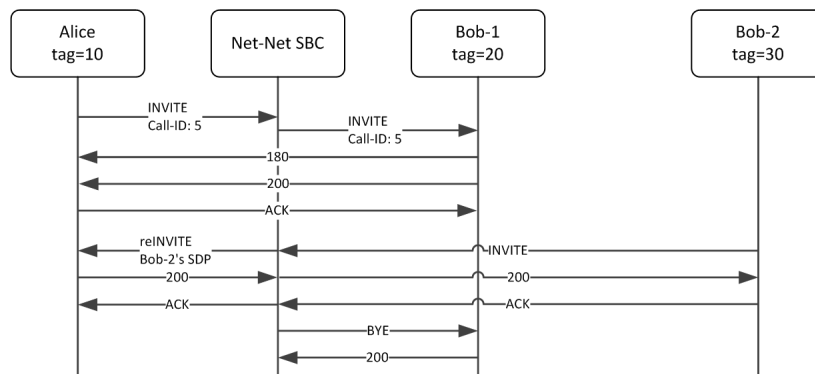 Alice
tag=10
Net-Net SBC
Bob-1
tag=20
Bob-2
tag=30
INVITE
Call-ID: 5
INVITE
Call-ID: 5
180
200
ACK
reINVITE
Bob-2's SDP
INVITE
200
200
ACK
ACK
BYE
200